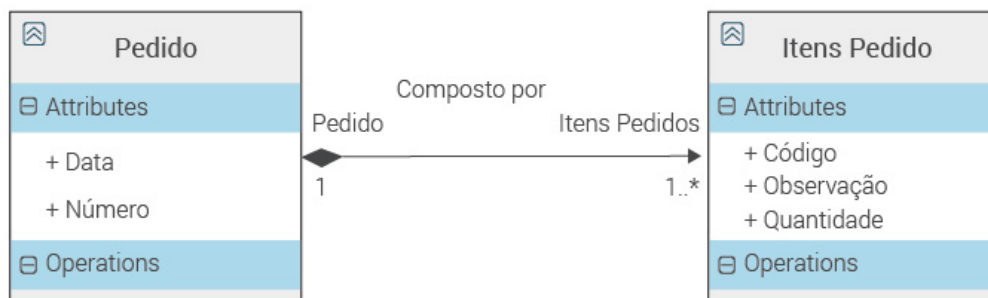 Pedido
Attributes
+ Data
+ Número
Operations
Composto por
Pedido
Itens Pedidos
1
1..*
Itens Pedido
Attributes
+ Código
+ Observação
+ Quantidade
Operations